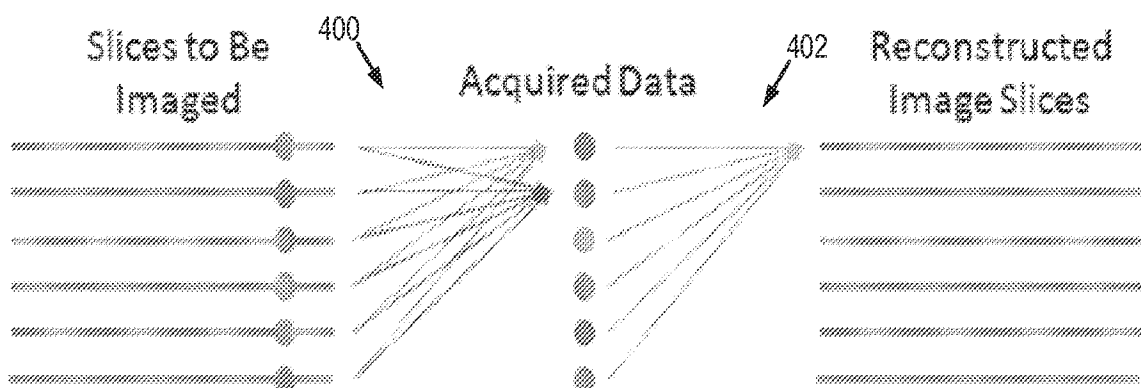 Slices to Be
Imaged
400
Acquired Data
402
Reconstructed
Image Slices